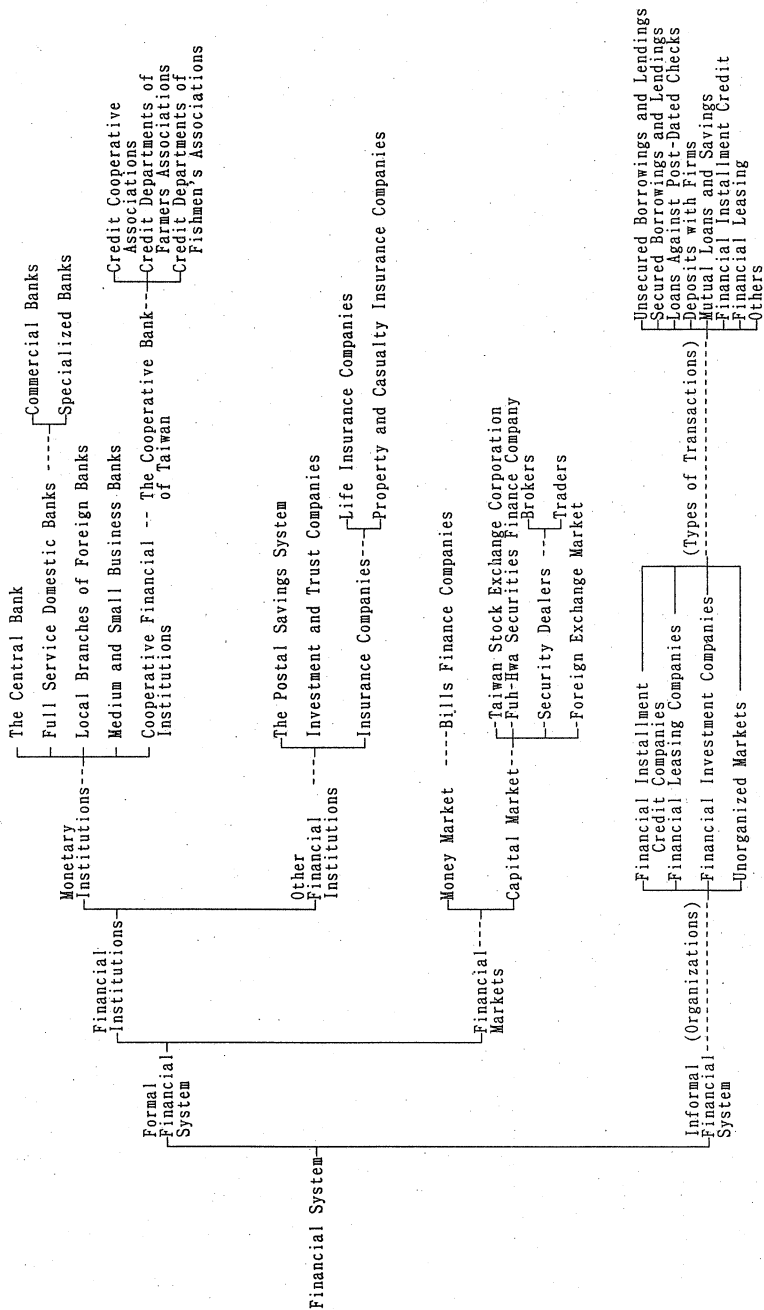 Financial System
Formal
Financial
System
Financial
Institutions
Monetary
Institutions
The Central Bank
Full Service Domestic Banks
Commercial Banks
Specialized Banks
Local Branches of Foreign Banks
Medium and Small Business Banks
Cooperative Financial -- The Cooperative Bank
Institutions of Taiwan
Credit Cooperative
Associations
Credit Departments of
Farmers Associations
Credit Departments of
Fishmen's Associations
Other
Financial
Institutions
The Postal Savings System
Investment and Trust Companies
Insurance Companies
Life Insurance Companies
Property and Casualty Insurance Companies
Financial
Markets
Money Market ----Bills Finance Companies
Capital Market
Taiwan Stock Exchange Corporation
Fuh-Hwa Securities Finance Company
Security Dealers
Brokers
Traders
Foreign Exchange Market
Informal
Financial
System
(Organizations)
Financial Installment
Credit Companies
Financial Leasing Companies
Financial Investment Companies
Unorganized Markets
(Types of Transactions)
Unsecured Borrowings and Lendings
Secured Borrowings and Lendings
Loans Against Post-Dated Checks
Deposits with Firms
Mutual Loans and Savings
Financial Installment Credit
Financial Leasing
Others